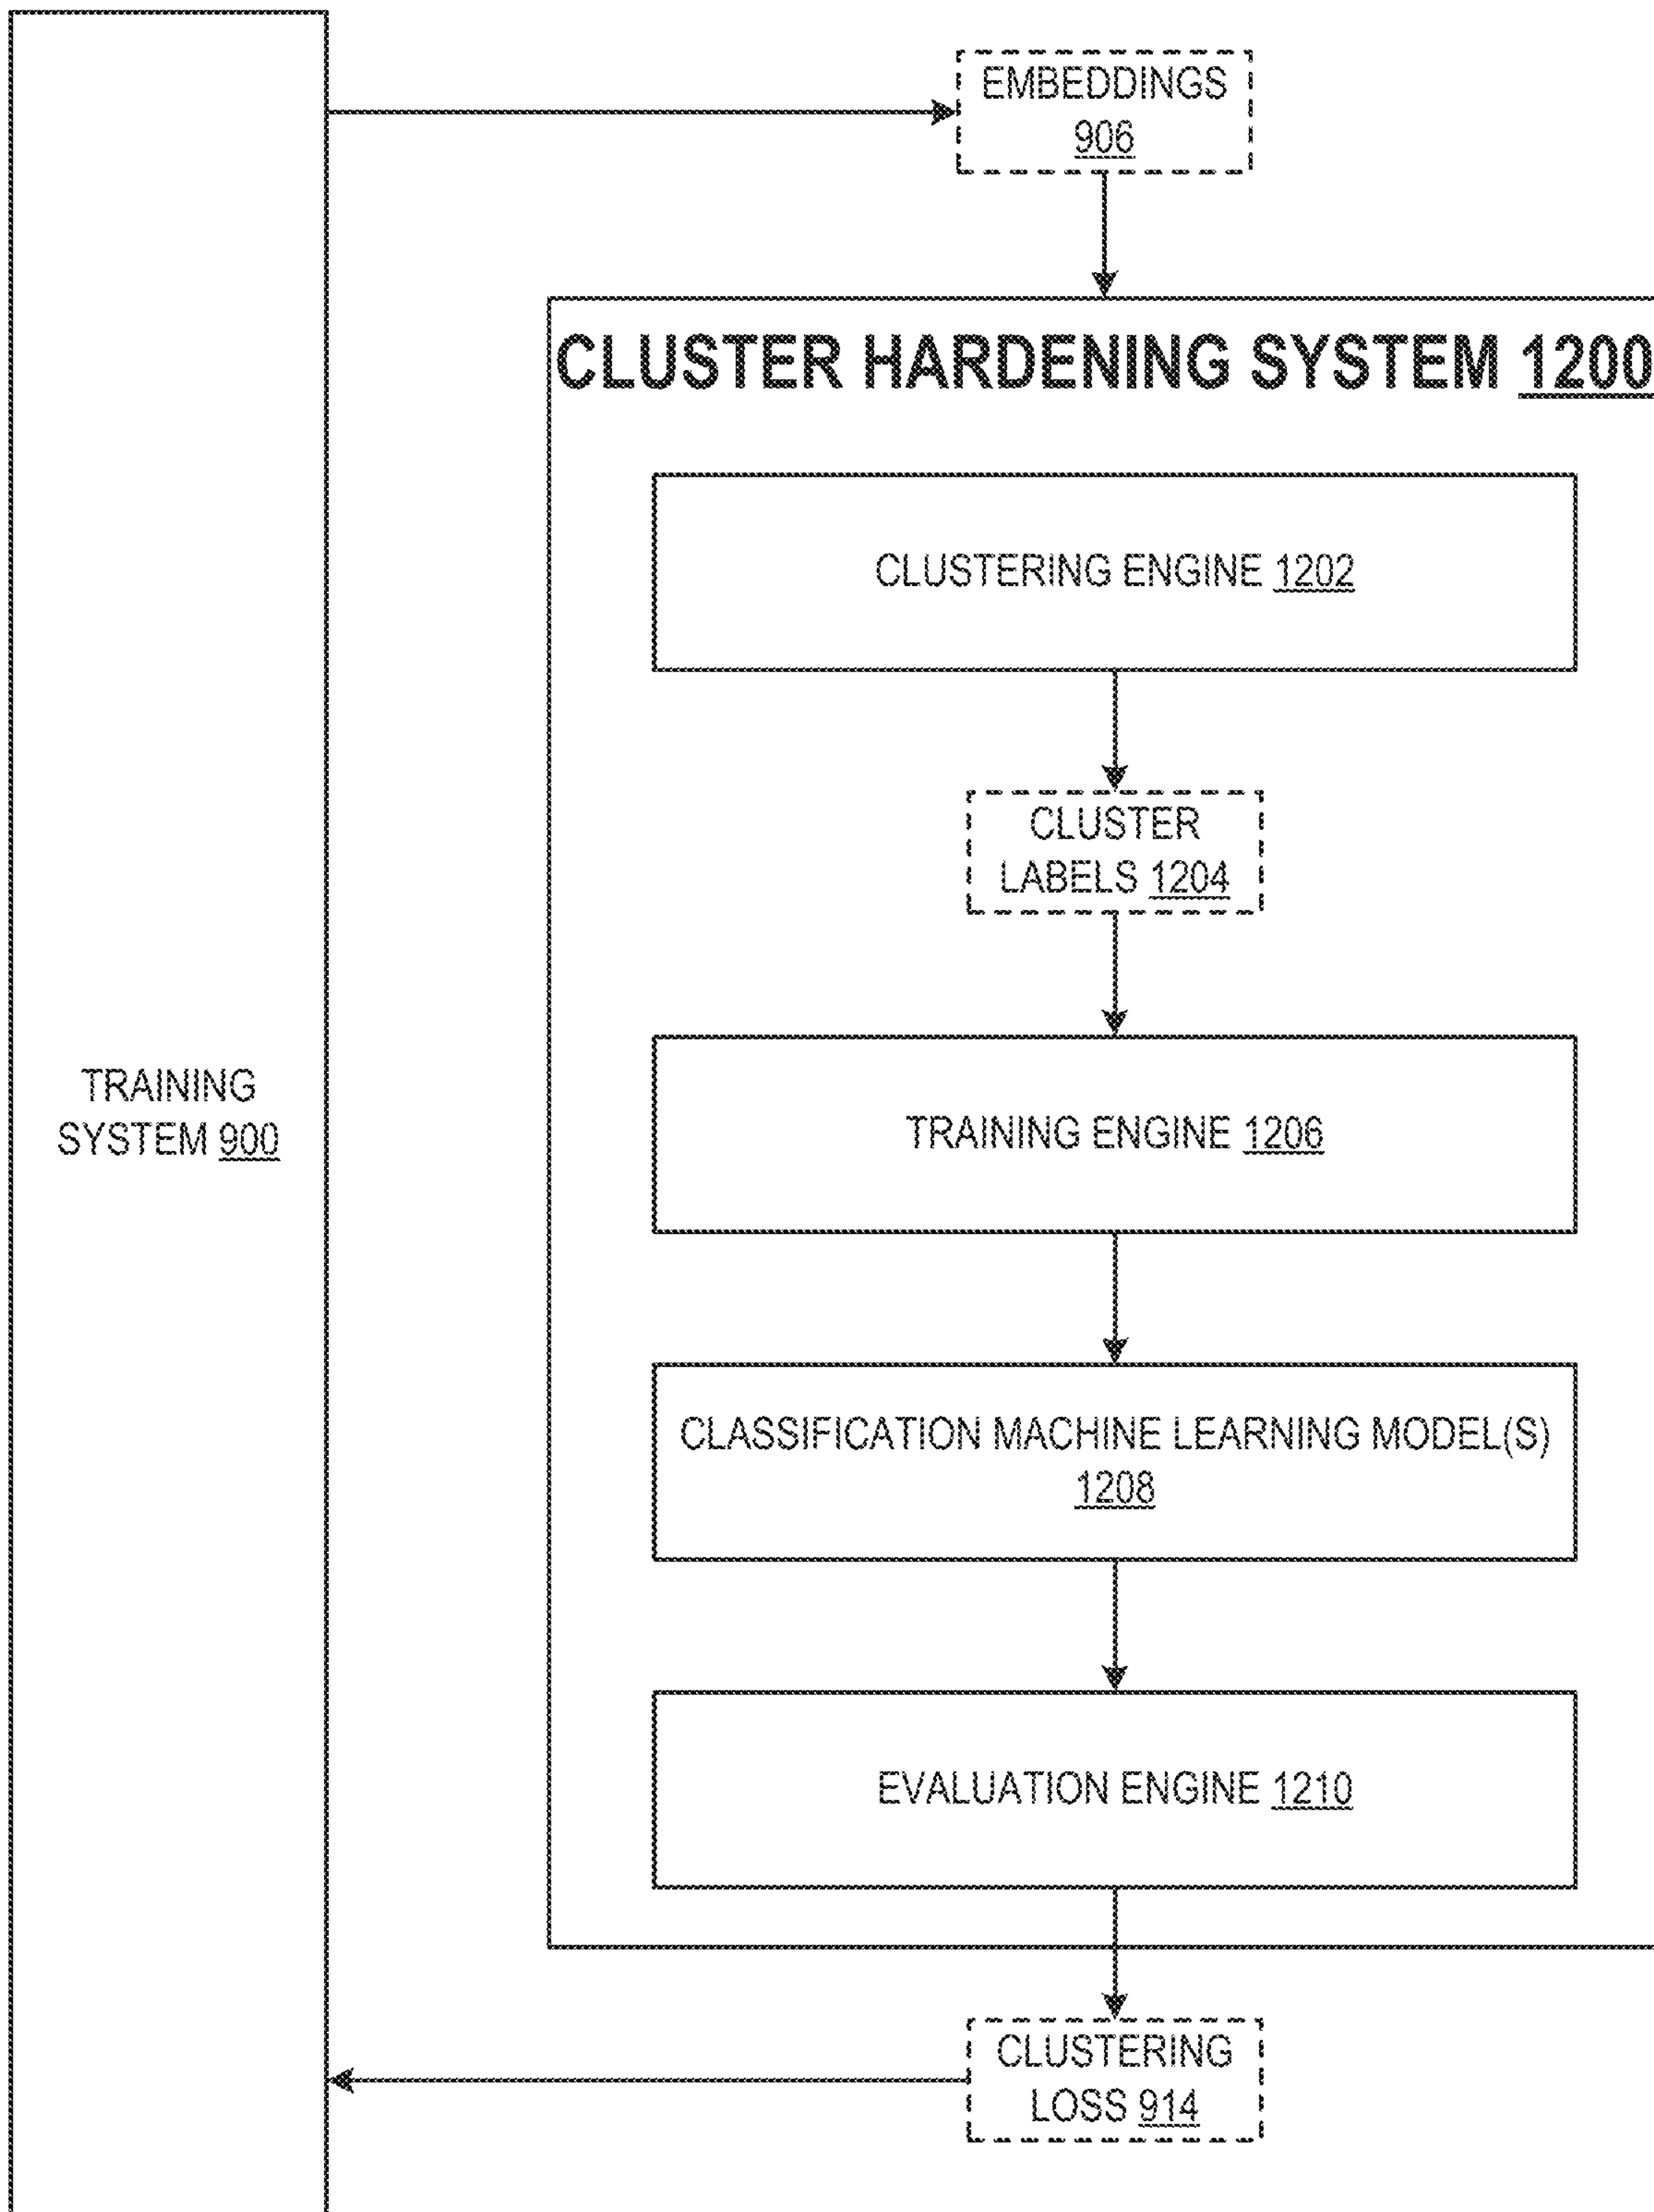 EMBEDDINGS
906
CLUSTER HARDENING SYSTEM 1200
CLUSTERING ENGINE 1202
CLUSTER
LABELS 1204
TRAINING
SYSTEM 900
TRAINING ENGINE 1206
CLASSIFICATION MACHINE LEARNING MODEL(S)
1208
EVALUATION ENGINE 1210
CLUSTERING
LOSS 914